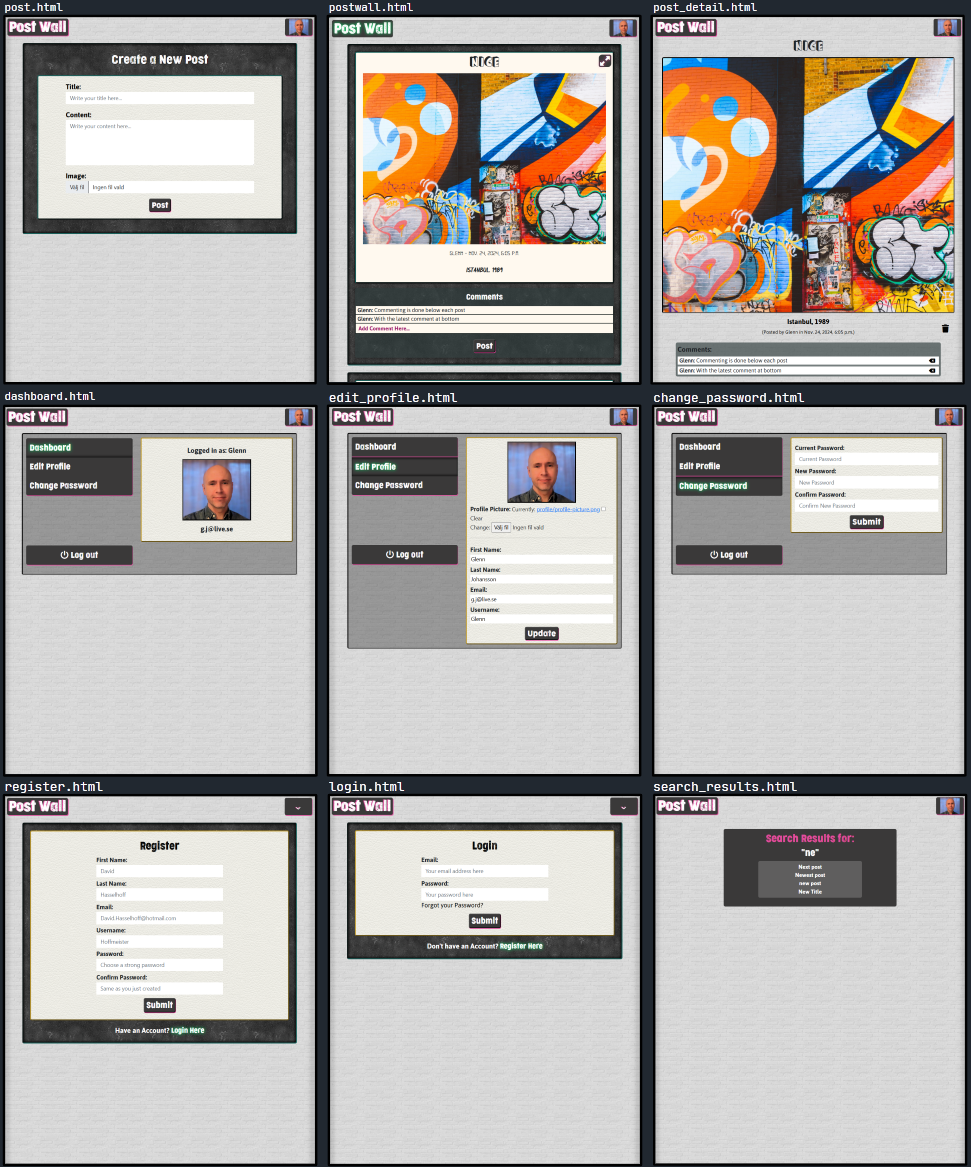 post.html
Post Wall
Create a New Post
Title:
Write your title here...
Content:
Write your content here...
Image:
Välj fil Ingen fil vald
Post
postwall.html
Post Wall
NICE
GLENN - NOV. 24, 2024, 6:05 P.M.
ISTANBUL, 1989
Comments
Glenn: Commenting is done below each post
Glenn: With the latest comment at bottom
Add Comment Here...
Post
post_detail.html
Post Wall
NICE
Istanbul, 1989
(Posted by Glenn in Nov. 24, 2024, 6:05 p.m.)
Comments:
Glenn: Commenting is done below each post
Glenn: With the latest comment at bottom
dashboard.html
Post Wall
Dashboard
Edit Profile
Change Password
Log out
Logged in as: Glenn
g.j@live.se
edit_profile.html
Post Wall
Dashboard
Edit Profile
Change Password
Log out
Profile Picture: Currently: profile/profile-picture.png
Clear
Change: Välj fil Ingen fil vald
First Name:
Glenn
Last Name:
Johansson
Email:
g.j@live.se
Username:
Glenn
Update
change_password.html
Post Wall
Dashboard
Edit Profile
Change Password
Log out
Current Password:
Current Password
New Password:
New Password
Confirm Password:
Confirm New Password
Submit
register.html
Post Wall
Register
First Name:
David
Last Name:
Hasselhoff
Email:
David.Hasselhoff@hotmail.com
Username:
Hoffmeister
Password:
Choose a strong password
Confirm Password:
Same as you just created
Submit
Have an Account? Login Here
login.html
Post Wall
Login
Email:
Your email address here
Password:
Your password here
Forgot your Password?
Submit
Don't have an Account? Register Here
search_results.html
Post Wall
Search Results for:
"ne"
Next post
Newest post
new post
New Title